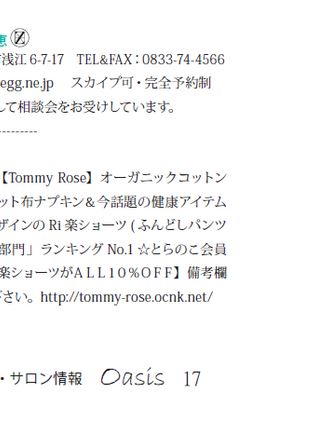 恵 Ⓩ
浅江 6-7-17 TEL&FAX：0833-74-4566
egg.ne.jp スカイプ可・完全予約制
して相談会をお受けしています。
---------
【Tommy Rose】オーガニックコットン
ット布ナプキン＆今話題の健康アイテム
ザインの Ri 楽ショーツ ( ふんどしパンツ
部門」ランキング No.1 ☆とらのこ会員
楽ショーツがALL10%OFF】備考欄
さい。http://tommy-rose.ocnk.net/
・サロン情報 Oasis 17